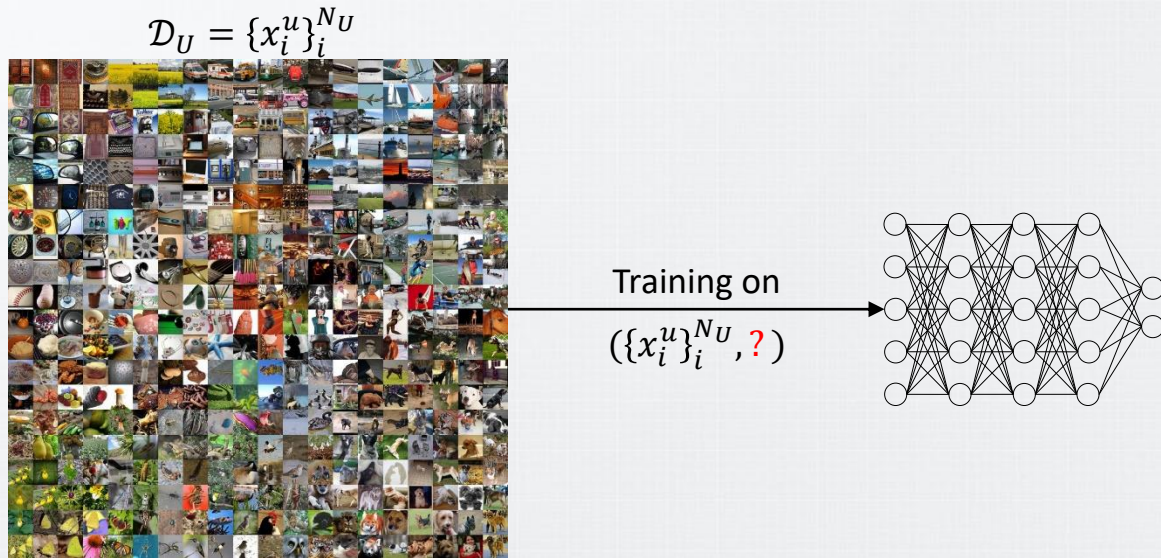 𝒟_U = {x_i^u}_i^{N_U}
Training on
({x_i^u}_i^{N_U}, ?)